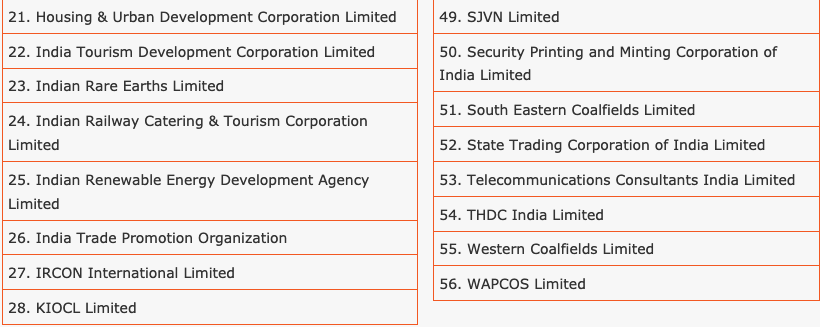 21. Housing & Urban Development Corporation Limited
22. India Tourism Development Corporation Limited
23. Indian Rare Earths Limited
24. Indian Railway Catering & Tourism Corporation
Limited
25. Indian Renewable Energy Development Agency
Limited
26. India Trade Promotion Organization
27. IRCON International Limited
28. KIOCL Limited
49. SJVN Limited
50. Security Printing and Minting Corporation of
India Limited
51. South Eastern Coalfields Limited
52. State Trading Corporation of India Limited
53. Telecommunications Consultants India Limited
54. THDC India Limited
55. Western Coalfields Limited
56. WAPCOS Limited